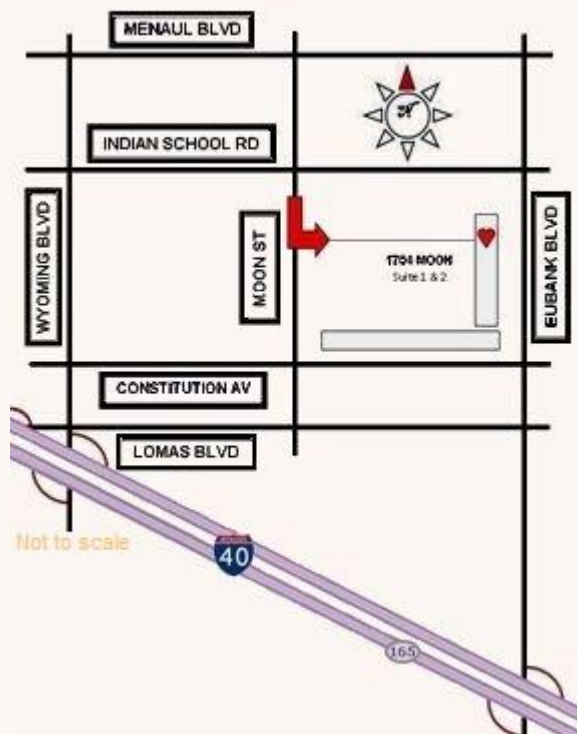 MENAUL BLVD
N
INDIAN SCHOOL RD
WYOMING BLVD
MOON ST
EUBANK BLVD
1704 MOON
Suite 1 & 2
CONSTITUTION AV
LOMAS BLVD
Not to scale
40
165